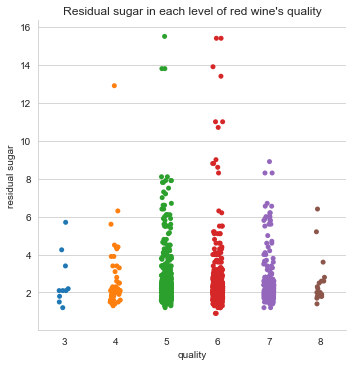 Residual sugar in each level of red wine's quality
residual sugar
16
14
12
10
8
6
4
2
3 4 5 6 7 8
quality